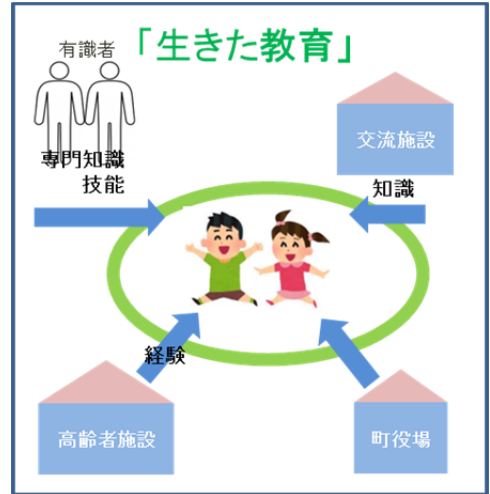 「生きた教育」
有識者
専門知識
技能
交流施設
知識
経験
高齢者施設
町役場